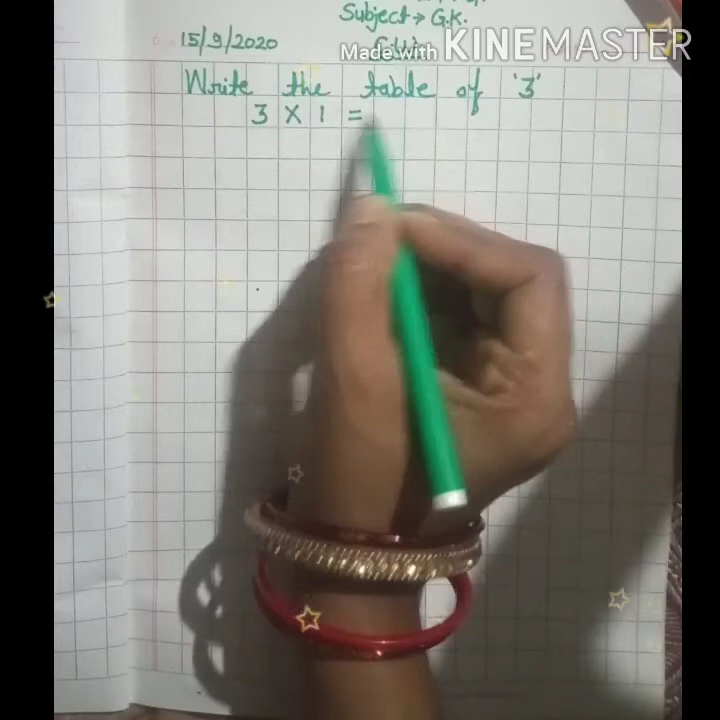 Subject → G.K.
15/9/2020
Made with KINEMASTER
Write the table of '3'
3 X 1 =